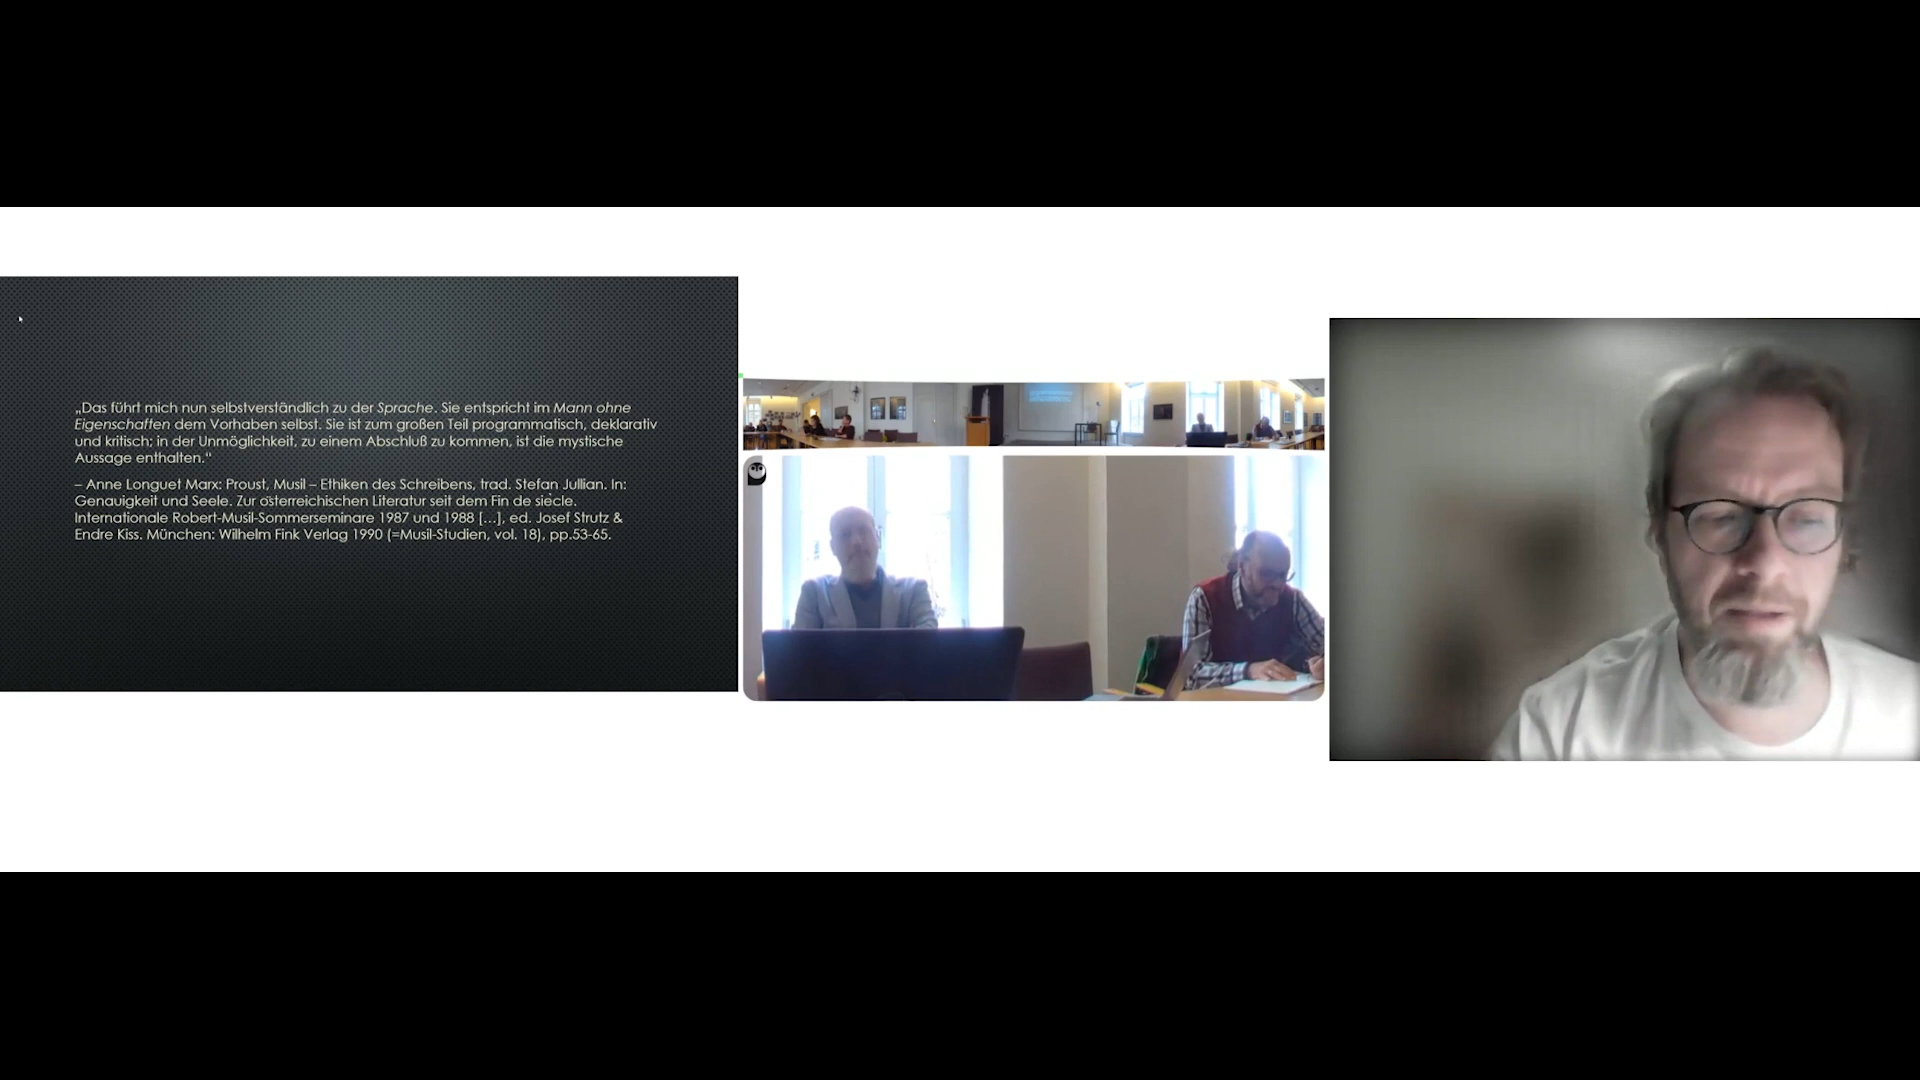 „Das führt mich nun selbstverständlich zu der Sprache. Sie entspricht im Mann ohne
Eigenschaften dem Vorhaben selbst. Sie ist zum großen Teil programmatisch, deklarativ
und kritisch; in der Unmöglichkeit, zu einem Abschluß zu kommen, ist die mystische
Aussage enthalten.“
– Anne Longuet Marx: Proust, Musil – Ethiken des Schreibens, trad. Stefan Jullian. In:
Genauigkeit und Seele. Zur österreichischen Literatur seit dem Fin de siècle.
Internationale Robert-Musil-Sommerseminare 1987 und 1988 [...], ed. Josef Strutz &
Endre Kiss. München: Wilhelm Fink Verlag 1990 (=Musil-Studien, vol. 18), pp.53-65.